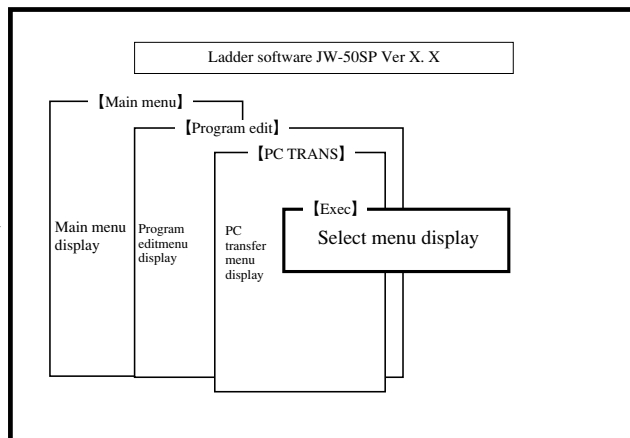 Ladder software JW-50SP Ver X. X
【Main menu】
【Program edit】
【PC TRANS】
【Exec】
Select menu display
Main menu
display
Program
editmenu
display
PC
transfer
menu
display